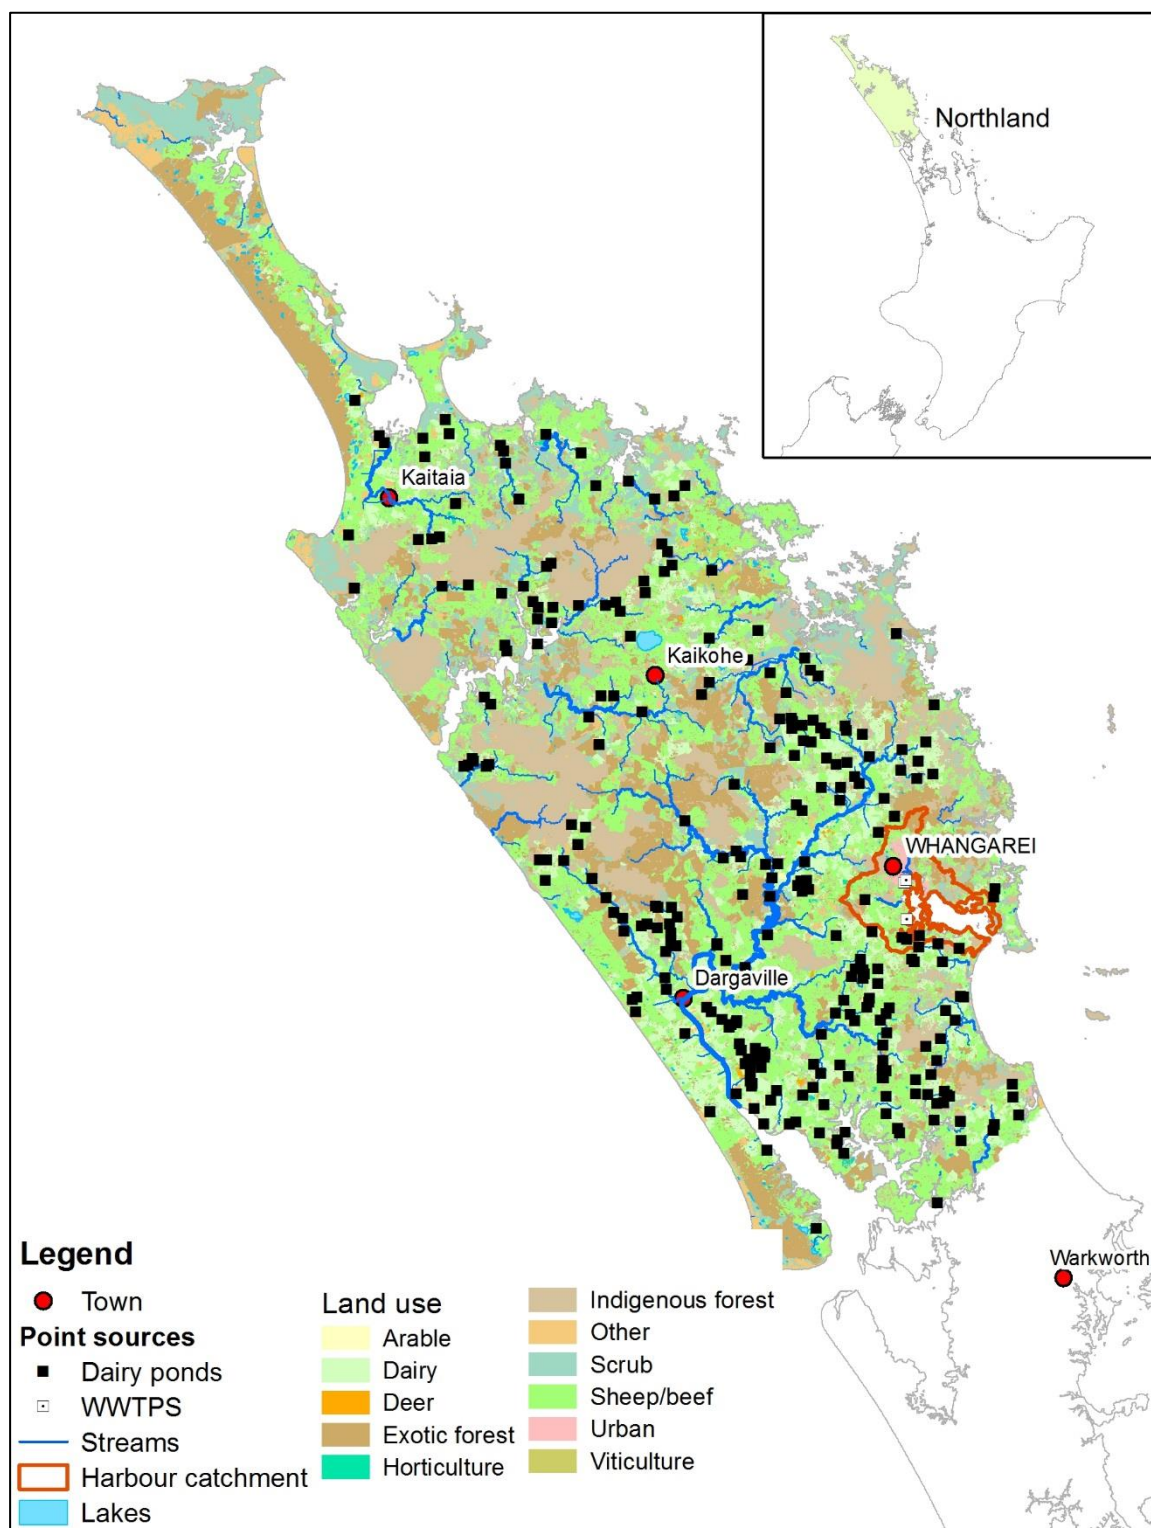 Northland
Kaitaia
Kaikohe
WHANGAREI
Dargaville
Warkworth
Legend
Town
Point sources
Dairy ponds
WWTPS
Streams
Harbour catchment
Lakes
Land use
Arable
Dairy
Deer
Exotic forest
Horticulture
Indigenous forest
Other
Scrub
Sheep/beef
Urban
Viticulture